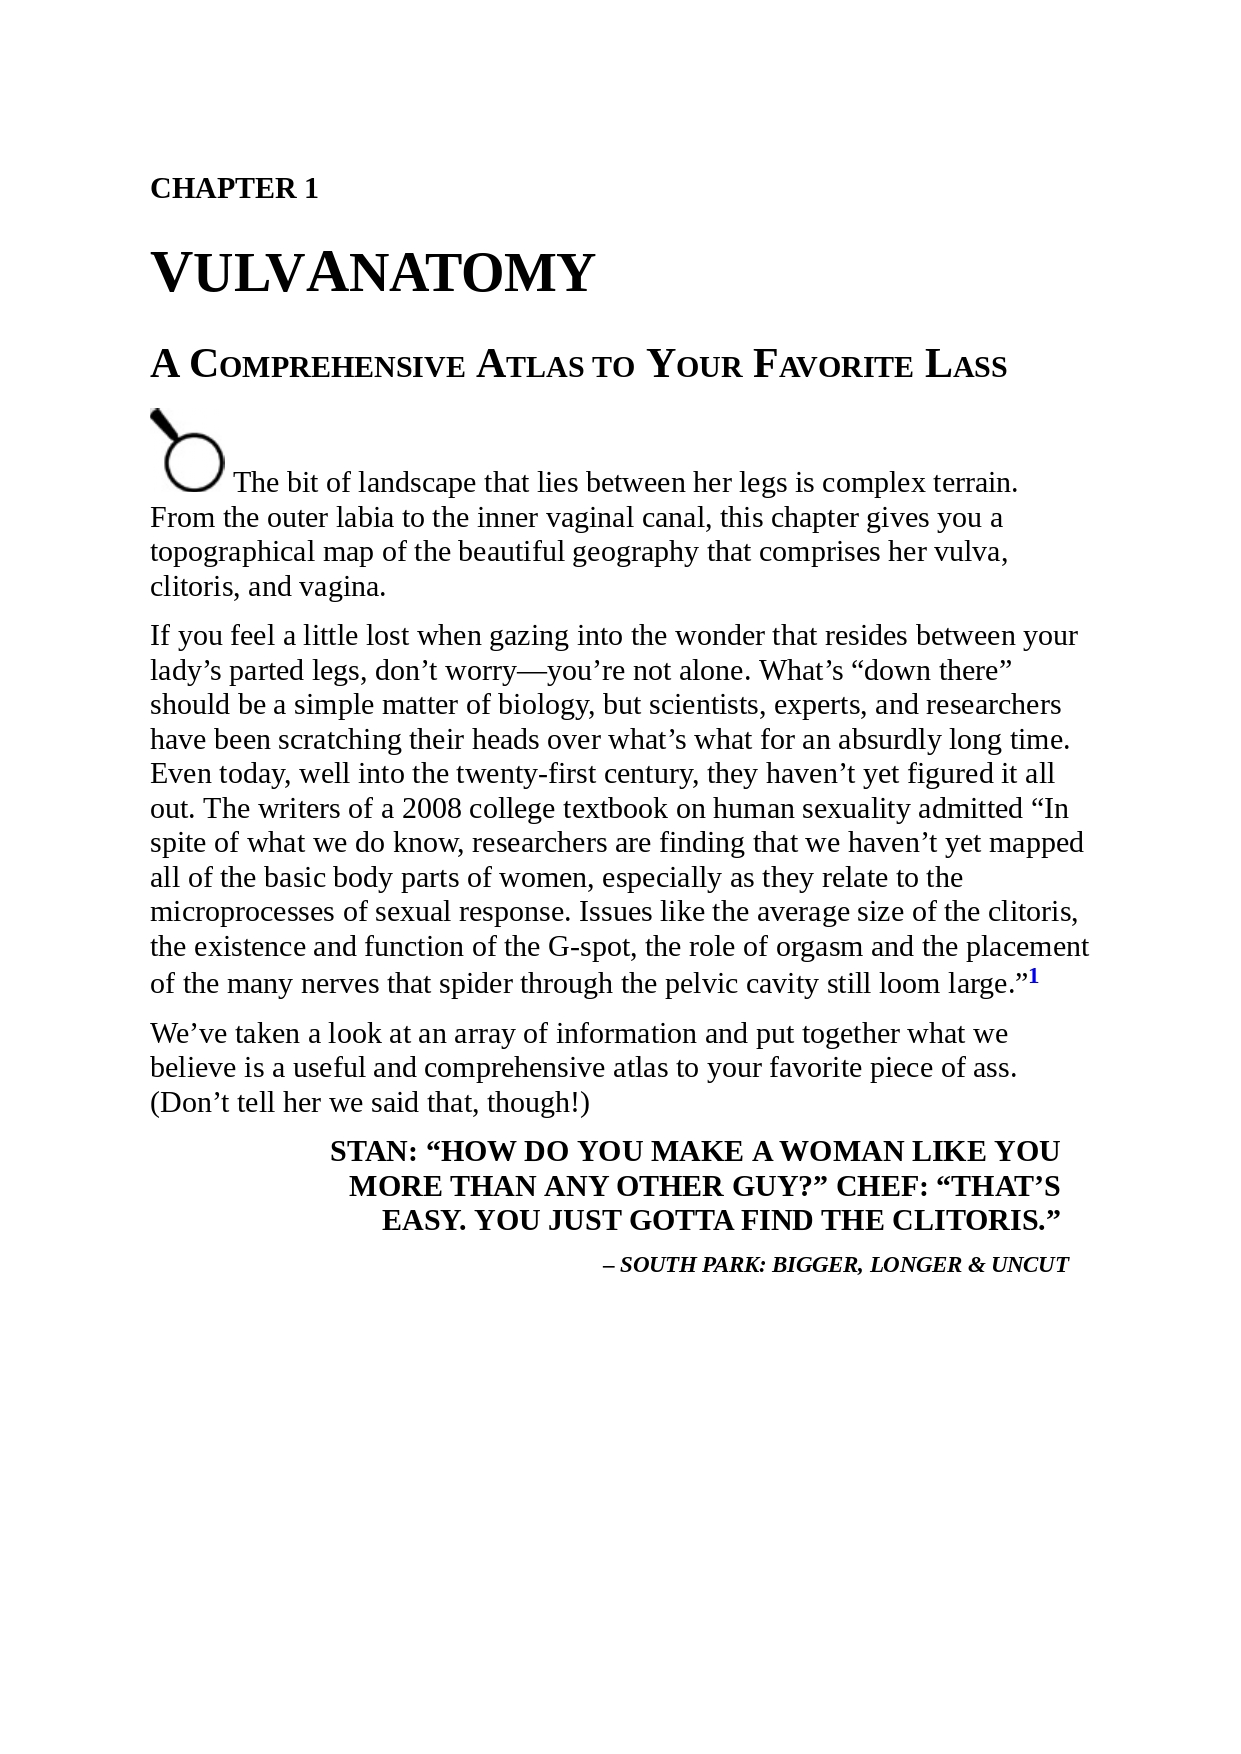 CHAPTER 1
VULVANATOMY
A COMPREHENSIVE ATLAS TO YOUR FAVORITE LASS
The bit of landscape that lies between her legs is complex terrain.
From the outer labia to the inner vaginal canal, this chapter gives you a
topographical map of the beautiful geography that comprises her vulva,
clitoris, and vagina.
If you feel a little lost when gazing into the wonder that resides between your
lady’s parted legs, don’t worry—you’re not alone. What’s “down there”
should be a simple matter of biology, but scientists, experts, and researchers
have been scratching their heads over what’s what for an absurdly long time.
Even today, well into the twenty-first century, they haven’t yet figured it all
out. The writers of a 2008 college textbook on human sexuality admitted “In
spite of what we do know, researchers are finding that we haven’t yet mapped
all of the basic body parts of women, especially as they relate to the
microprocesses of sexual response. Issues like the average size of the clitoris,
the existence and function of the G-spot, the role of orgasm and the placement
of the many nerves that spider through the pelvic cavity still loom large.”1
We’ve taken a look at an array of information and put together what we
believe is a useful and comprehensive atlas to your favorite piece of ass.
(Don’t tell her we said that, though!)
STAN: “HOW DO YOU MAKE A WOMAN LIKE YOU
MORE THAN ANY OTHER GUY?” CHEF: “THAT’S
EASY. YOU JUST GOTTA FIND THE CLITORIS.”
– SOUTH PARK: BIGGER, LONGER & UNCUT